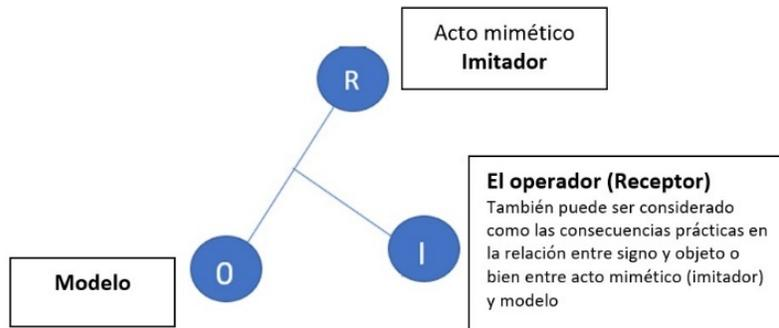 Acto mimético
Imitador
R
El operador (Receptor)
También puede ser considerado
como las consecuencias prácticas en
la relación entre signo y objeto o
bien entre acto mimético (imitador)
y modelo
I
0
Modelo